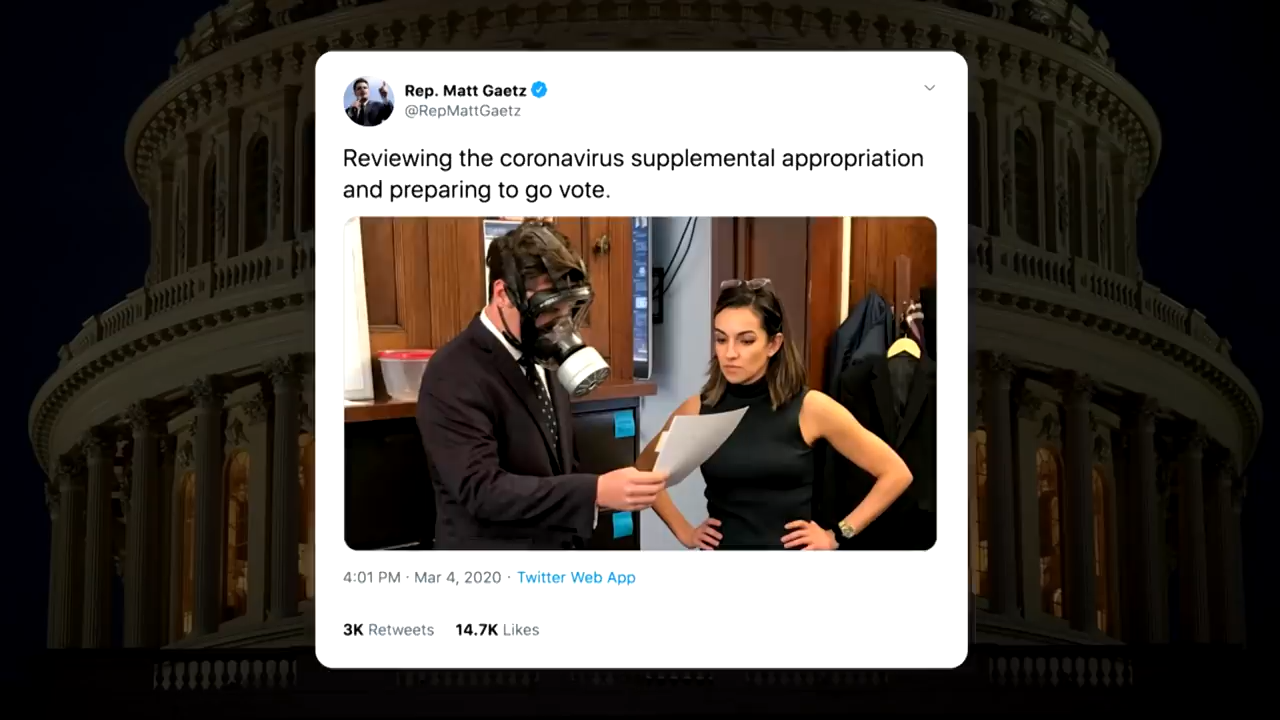 Rep. Matt Gaetz
@RepMattGaetz
Reviewing the coronavirus supplemental appropriation
and preparing to go vote.
4:01 PM · Mar 4, 2020 · Twitter Web App
3K Retweets 14.7K Likes